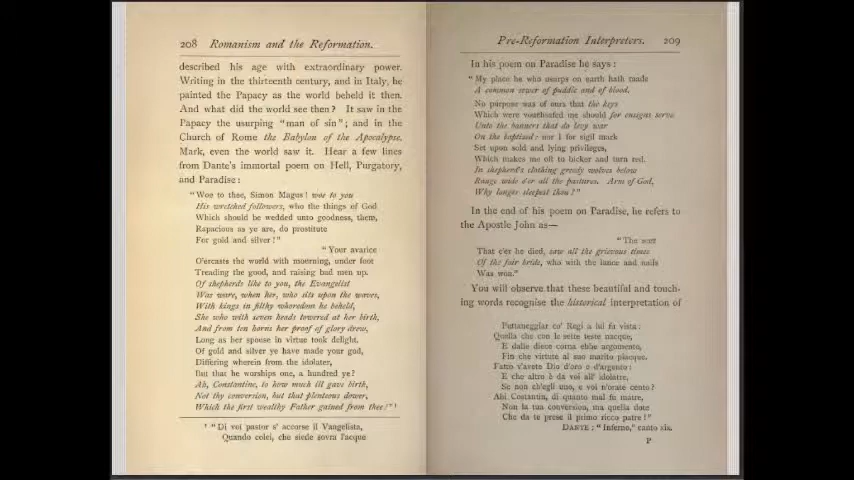 208 Romanism and the Reformation.
described his age with extraordinary power.
Writing in the thirteenth century, and in Italy, he
painted the Papacy as the world beheld it then.
And what did the world see then? It saw in the
Papacy the usurping "man of sin"; and in the
Church of Rome the Babylon of the Apocalypse.
Mark, even the world saw it. Hear a few lines
from Dante's immortal poem on Hell, Purgatory,
and Paradise:
"Woe to thee, Simon Magus! woe to you
His wretched followers, who the things of God
Which should be wedded unto goodness, them,
Rapacious as ye are, do prostitute
For gold and silver!"
"Your avarice
O'ercasts the world with mourning, under foot
Treading the good, and raising bad men up.
Of shepherds like to you, the Evangelist
Was ware, when her, who sits upon the waves,
With kings in filthy whoredom he beheld,
She who with seven heads towered at her birth,
And from ten horns her proof of glory drew,
Long as her spouse in virtue took delight.
Of gold and silver ye have made your god,
Differing wherein from the idolater,
But that he worships one, a hundred ye?
Ah, Constantine, to how much ill gave birth,
Not thy conversion, but that plenteous dower,
Which the first wealthy Father gained from thee!" 1
1 "Di voi pastor s' accorse il Vangelista,
Quando colei, che siede sovra l'acque
Pre-Reformation Interpreters. 209
In his poem on Paradise he says:
"My place he who usurps on earth hath made
A common sewer of puddle and of blood.
No purpose was of ours that the keys
Which were vouchsafed me should for ensigns serve
Unto the banners that do levy war
On the baptized: nor I for sigil mark
Set upon sold and lying privileges,
Which makes me oft to bicker and turn red.
In shepherd's clothing greedy wolves below
Range wide o'er all the pastures. Arm of God,
Why longer sleepest thou?"
In the end of his poem on Paradise, he refers to
the Apostle John as—
"The seer
That e'er he died, saw all the grievous times
Of the fair bride, who with the lance and nails
Was won."
You will observe that these beautiful and touch-
ing words recognise the historical interpretation of
Puttaneggiar co' Regi a lui fu vista:
Quella che con le sette teste nacque,
E dalle diece corna ebbe argomento,
Fin che virtute al suo marito piacque.
Fatto v'avete Dio d'oro e d'argento:
E che altro è da voi all' idolatre,
Se non ch'egli uno, e voi n'orate cento?
Ahi Costantin, di quanto mal fu matre,
Non la tua conversion, ma quella dote
Che da te prese il primo ricco patre!"
DANTE: "Inferno," canto xix.
P